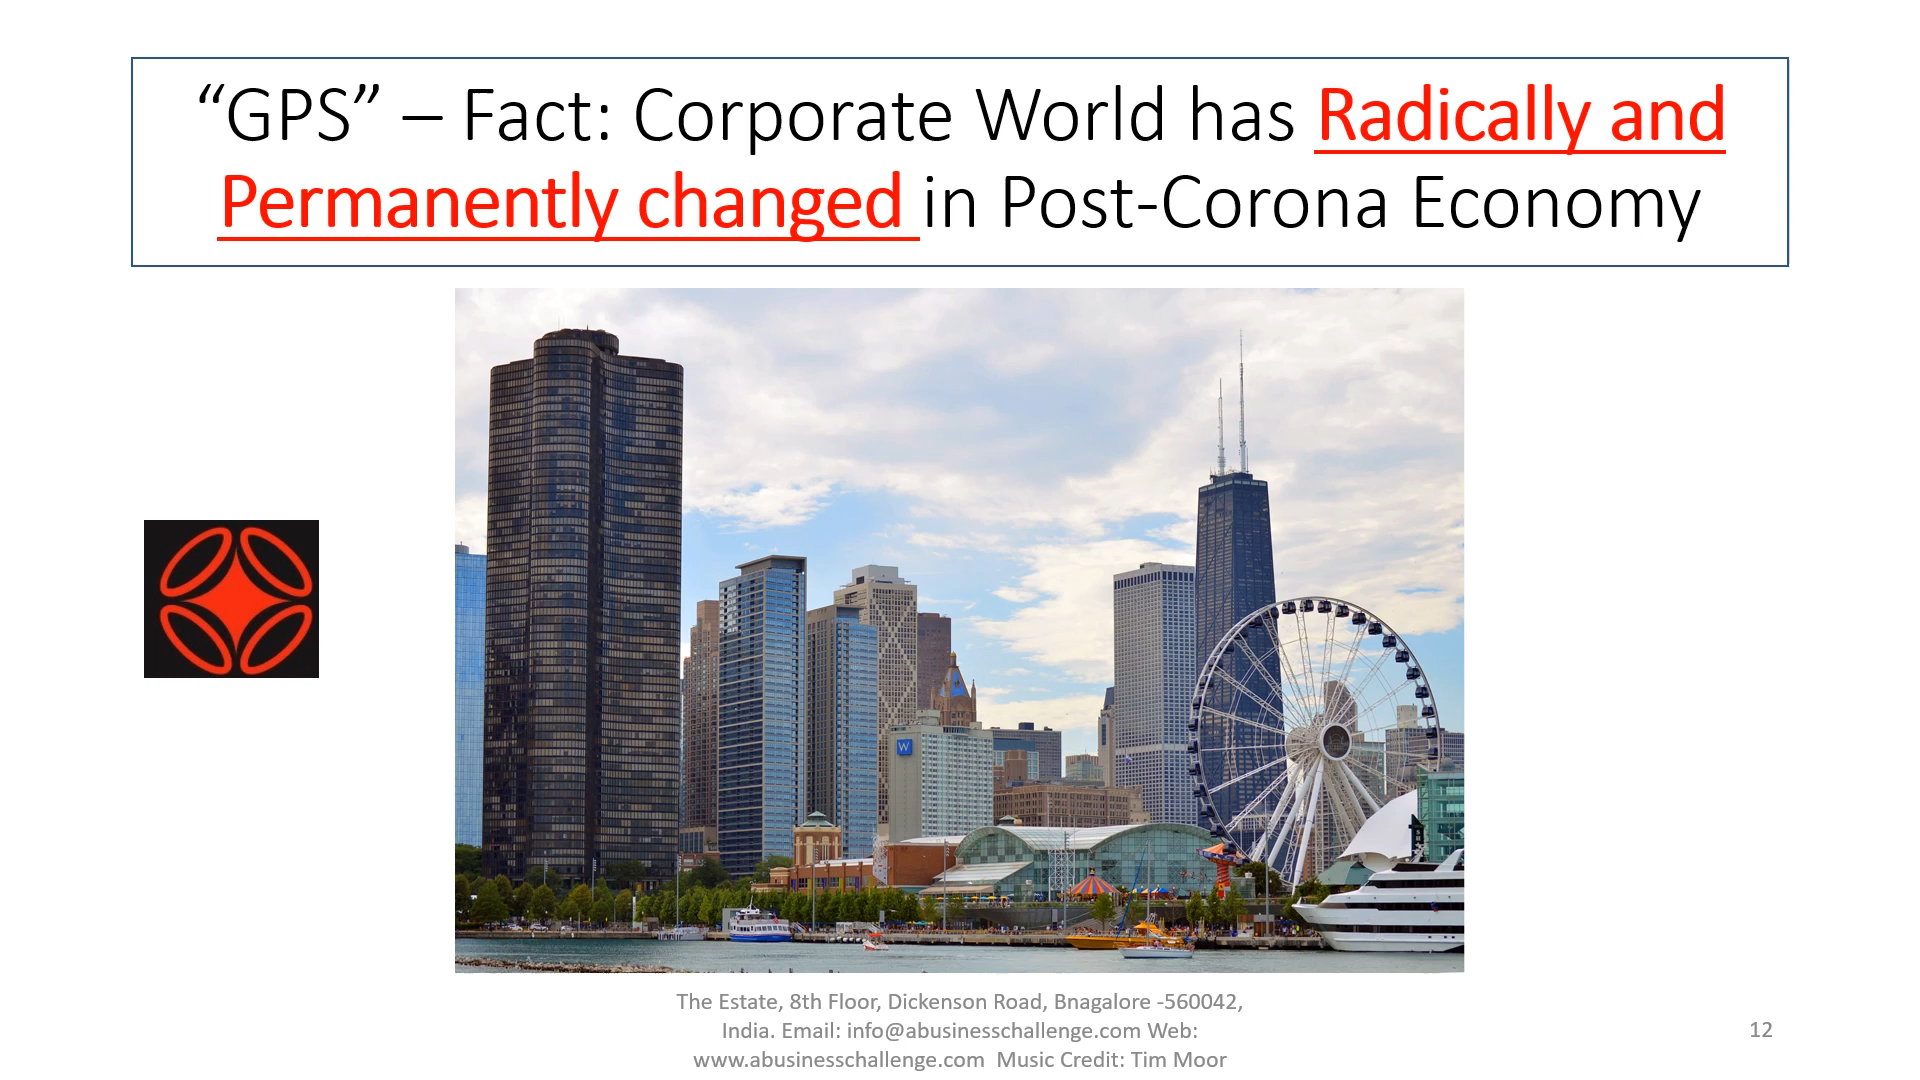 “GPS” – Fact: Corporate World has Radically and
Permanently changed in Post-Corona Economy
W
The Estate, 8th Floor, Dickenson Road, Bnagalore -560042,
India. Email: info@abusinesschallenge.com Web:
www.abusinesschallenge.com Music Credit: Tim Moor
12